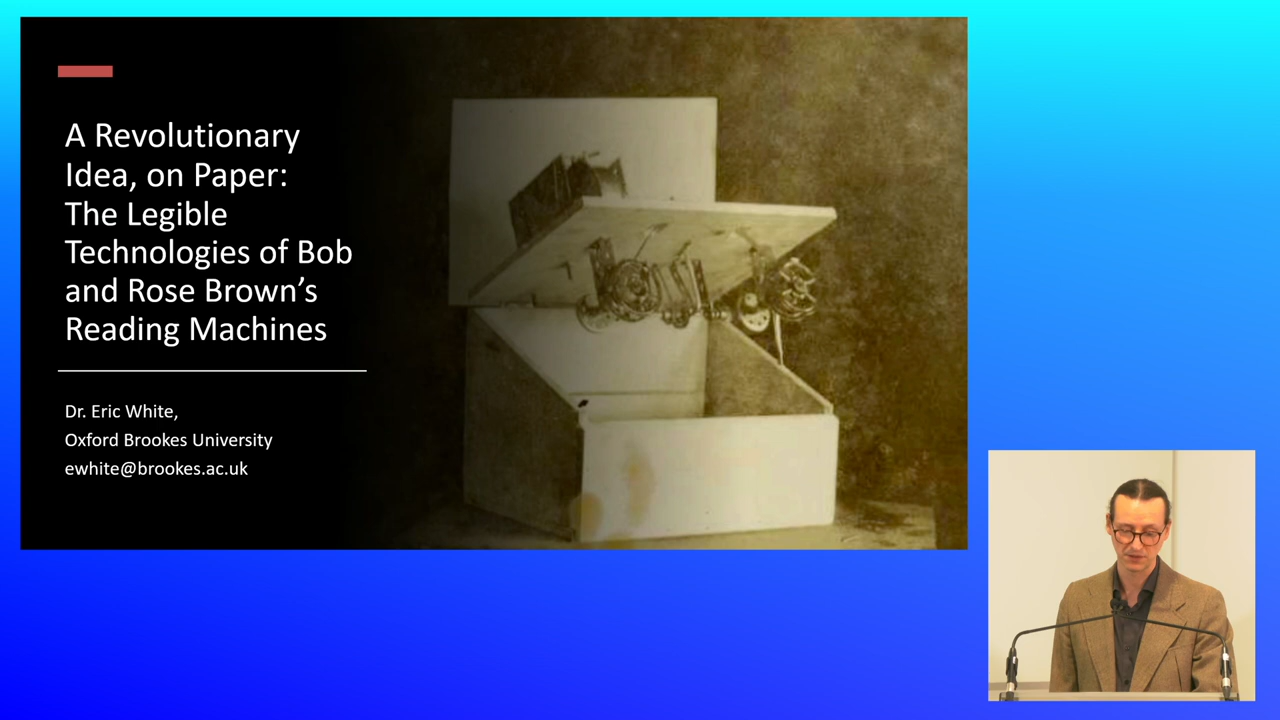 A Revolutionary
Idea, on Paper:
The Legible
Technologies of Bob
and Rose Brown’s
Reading Machines
Dr. Eric White,
Oxford Brookes University
ewhite@brookes.ac.uk